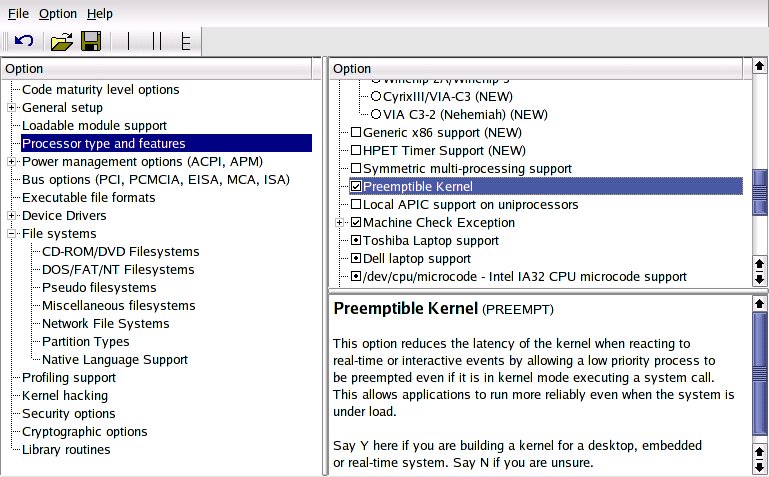 File Option Help
Option
Code maturity level options
General setup
Loadable module support
Processor type and features
Power management options (ACPI, APM)
Bus options (PCI, PCMCIA, EISA, MCA, ISA)
Executable file formats
Device Drivers
File systems
CD-ROM/DVD Filesystems
DOS/FAT/NT Filesystems
Pseudo filesystems
Miscellaneous filesystems
Network File Systems
Partition Types
Native Language Support
Profiling support
Kernel hacking
Security options
Cryptographic options
Library routines
Option
Winchip-2A/Winchip-3
CyrixIII/VIA-C3 (NEW)
VIA C3-2 (Nehemiah) (NEW)
Generic x86 support (NEW)
HPET Timer Support (NEW)
Symmetric multi-processing support
Preemptible Kernel
Local APIC support on uniprocessors
Machine Check Exception
Toshiba Laptop support
Dell laptop support
/dev/cpu/microcode - Intel IA32 CPU microcode support
Preemptible Kernel (PREEMPT)
This option reduces the latency of the kernel when reacting to
real-time or interactive events by allowing a low priority process to
be preempted even if it is in kernel mode executing a system call.
This allows applications to run more reliably even when the system is
under load.
Say Y here if you are building a kernel for a desktop, embedded
or real-time system. Say N if you are unsure.